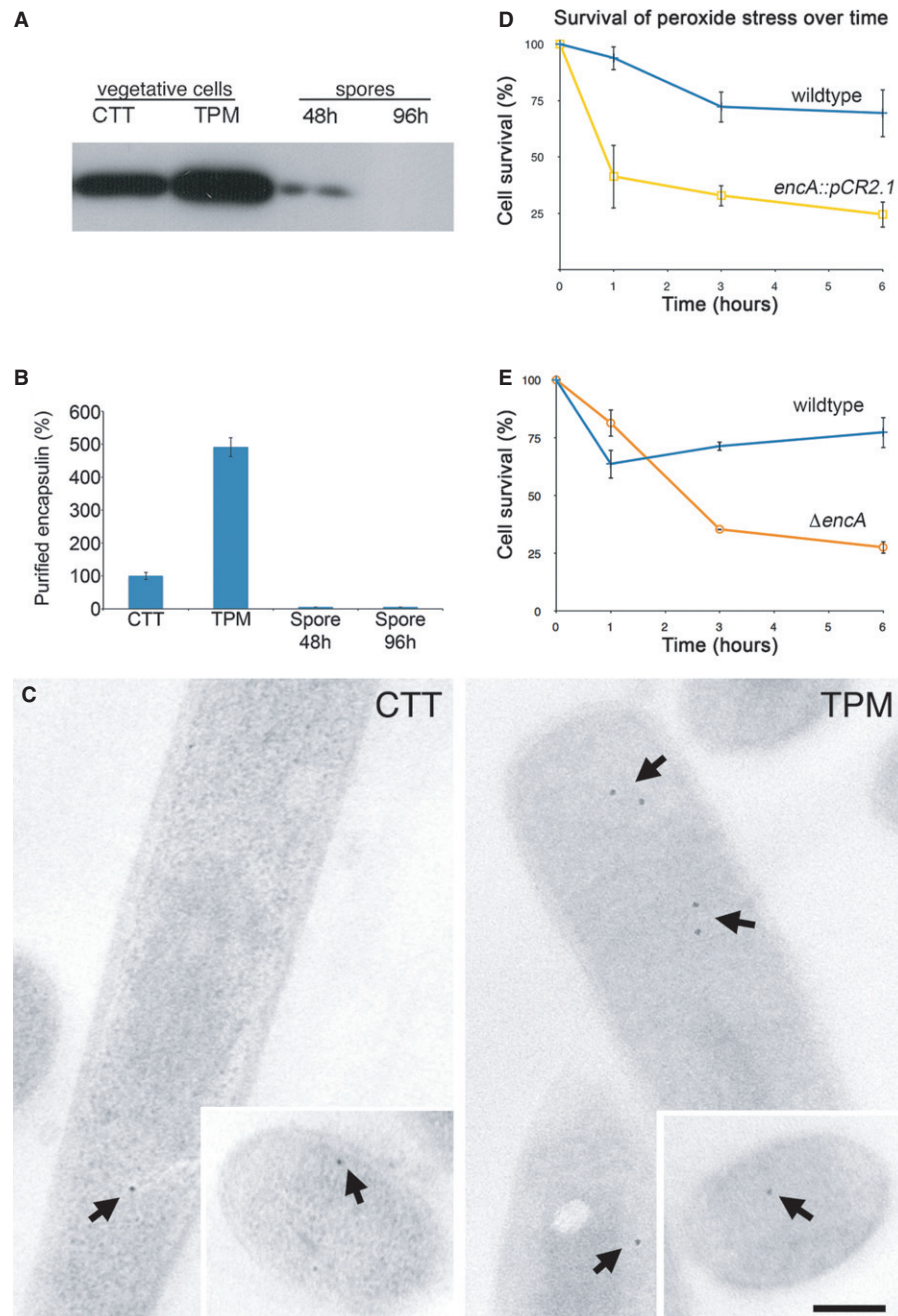 A
vegetative cells
spores
CTT
TPM
48h
96h
B
Purified encapsulin (%)
600
500
400
300
200
100
0
CTT
TPM
Spore
48h
Spore
96h
C
CTT
TPM
D
Survival of peroxide stress over time
Cell survival (%)
100
75
50
25
wildtype
encA::pCR2.1
0
1
2
3
4
5
6
Time (hours)
E
Cell survival (%)
100
75
50
25
0
wildtype
ΔencA
0
1
2
3
4
5
6
Time (hours)